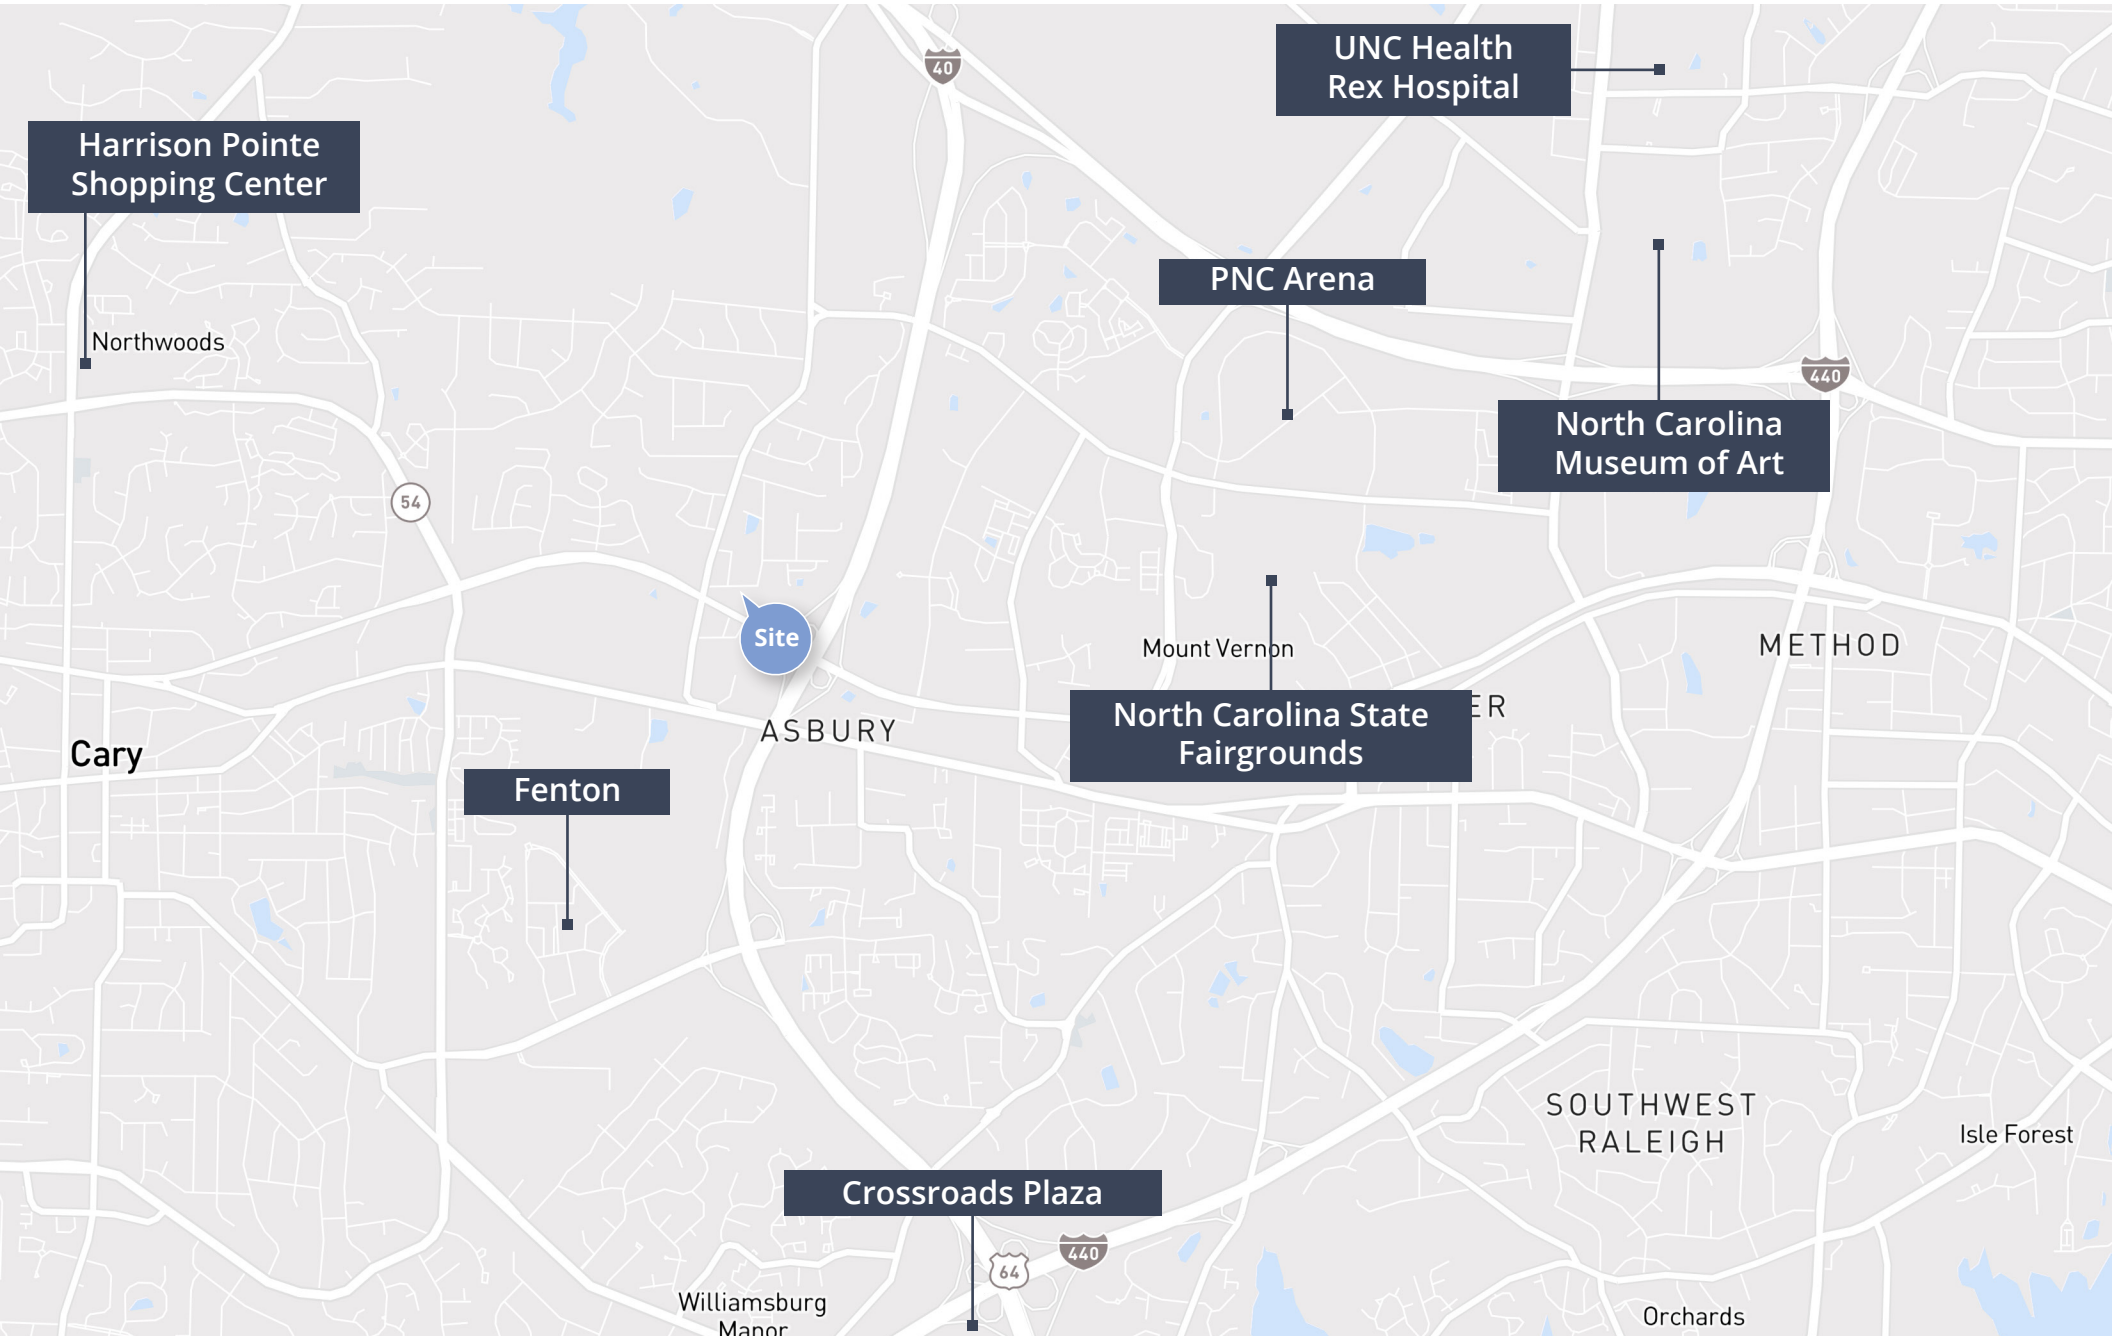 40
UNC Health
Rex Hospital
Harrison Pointe
Shopping Center
PNC Arena
Northwoods
440
North Carolina
Museum of Art
54
Site
Mount Vernon
METHOD
ASBURY
North Carolina State
Fairgrounds
ER
Cary
Fenton
SOUTHWEST
RALEIGH
Isle Forest
Crossroads Plaza
440
64
Williamsburg
Manor
Orchards